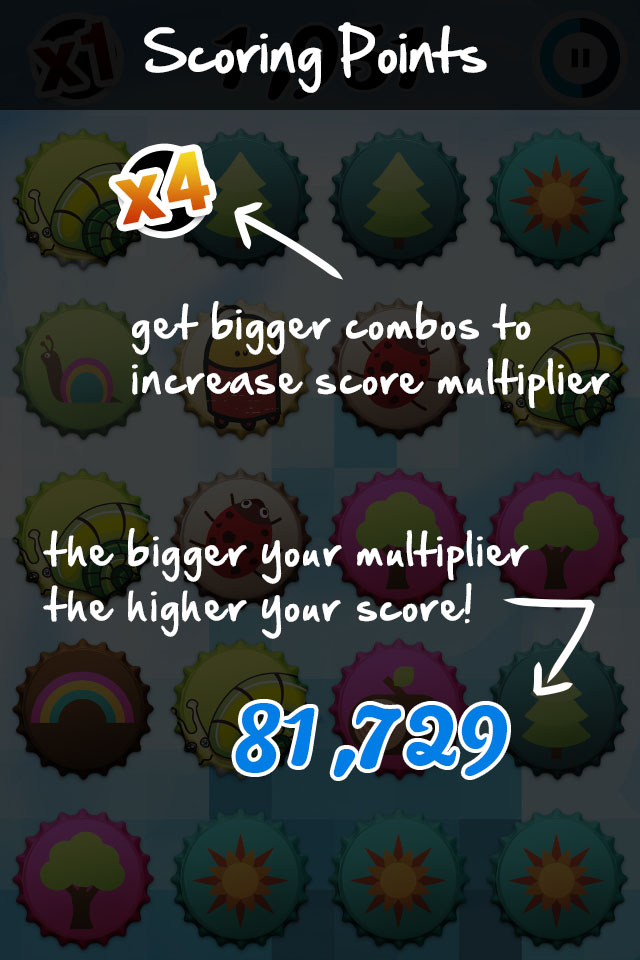 x1
Scoring Points
x4
get bigger combos to
increase score multiplier
the bigger your multiplier
the higher your score!
81,729